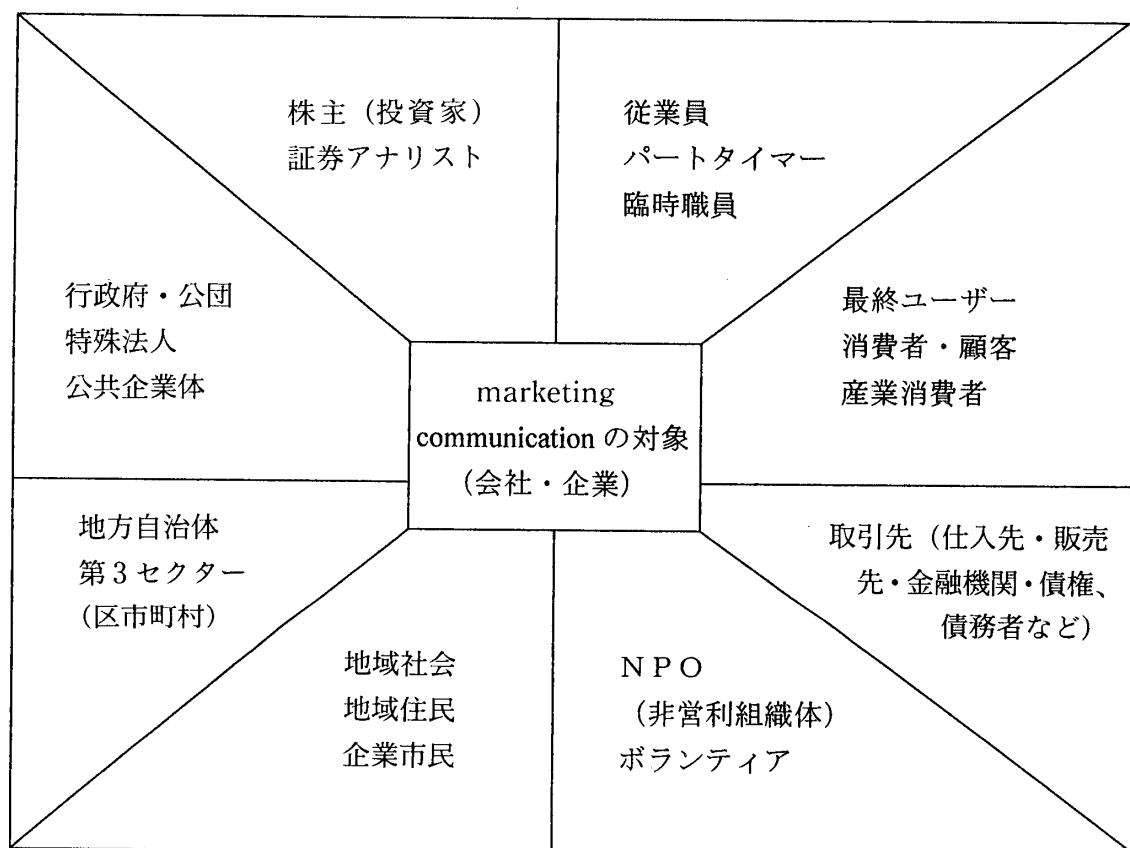 株主（投資家）
証券アナリスト
従業員
パートタイマー
臨時職員
行政府・公団
特殊法人
公共企業体
最終ユーザー
消費者・顧客
産業消費者
marketing
communication の対象
（会社・企業）
地方自治体
第３セクター
（区市町村）
取引先（仕入先・販売
先・金融機関・債権、
債務者など）
地域社会
地域住民
企業市民
ＮＰＯ
（非営利組織体）
ボランティア